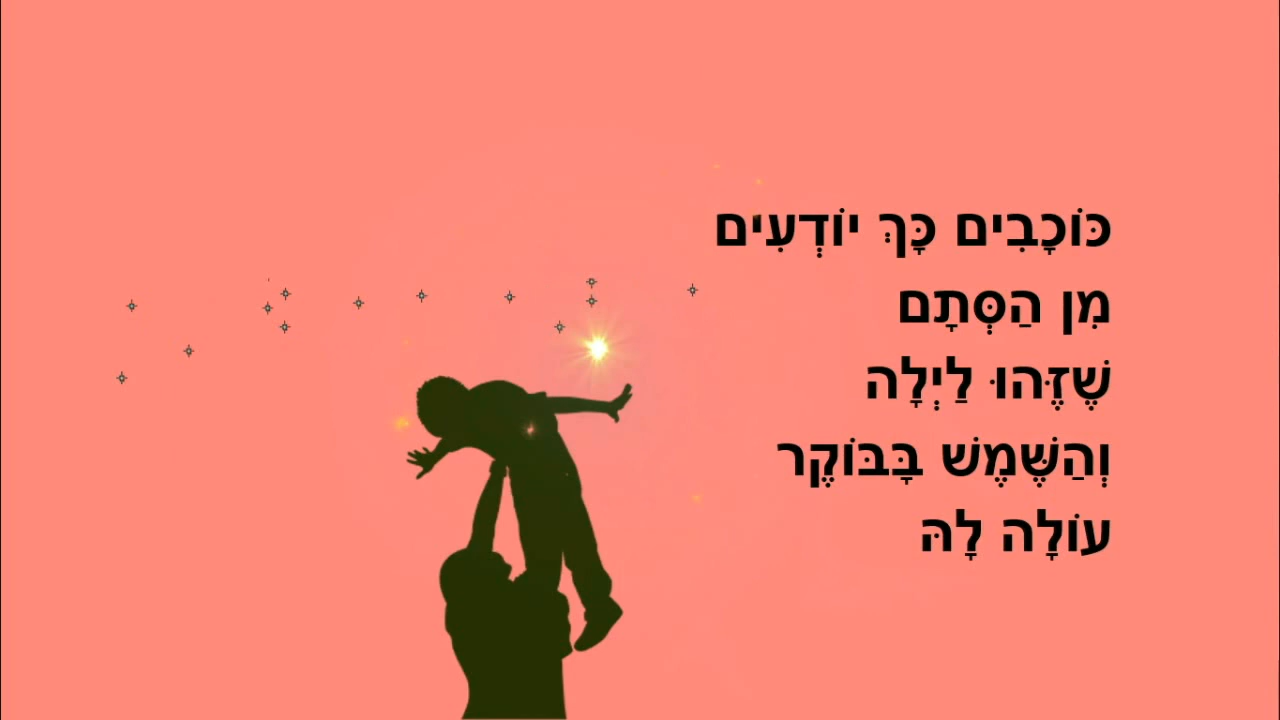 כּוֹכָבִים כָּךְ יוֹדְעִים
מִן הַסְּתָם
שֶׁזֶּהוּ לַיְלָה
וְהַשֶּׁמֶשׁ בָּבּוֹקֶר
עוֹלָה לָהּ